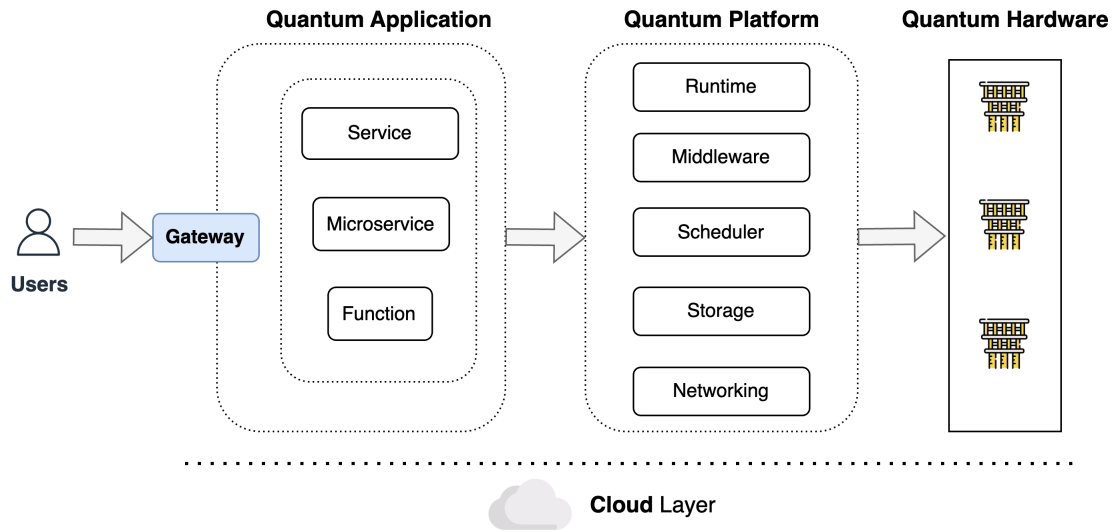 Quantum Application
Quantum Platform
Quantum Hardware
Users
Gateway
Service
Microservice
Function
Runtime
Middleware
Scheduler
Storage
Networking
Cloud Layer